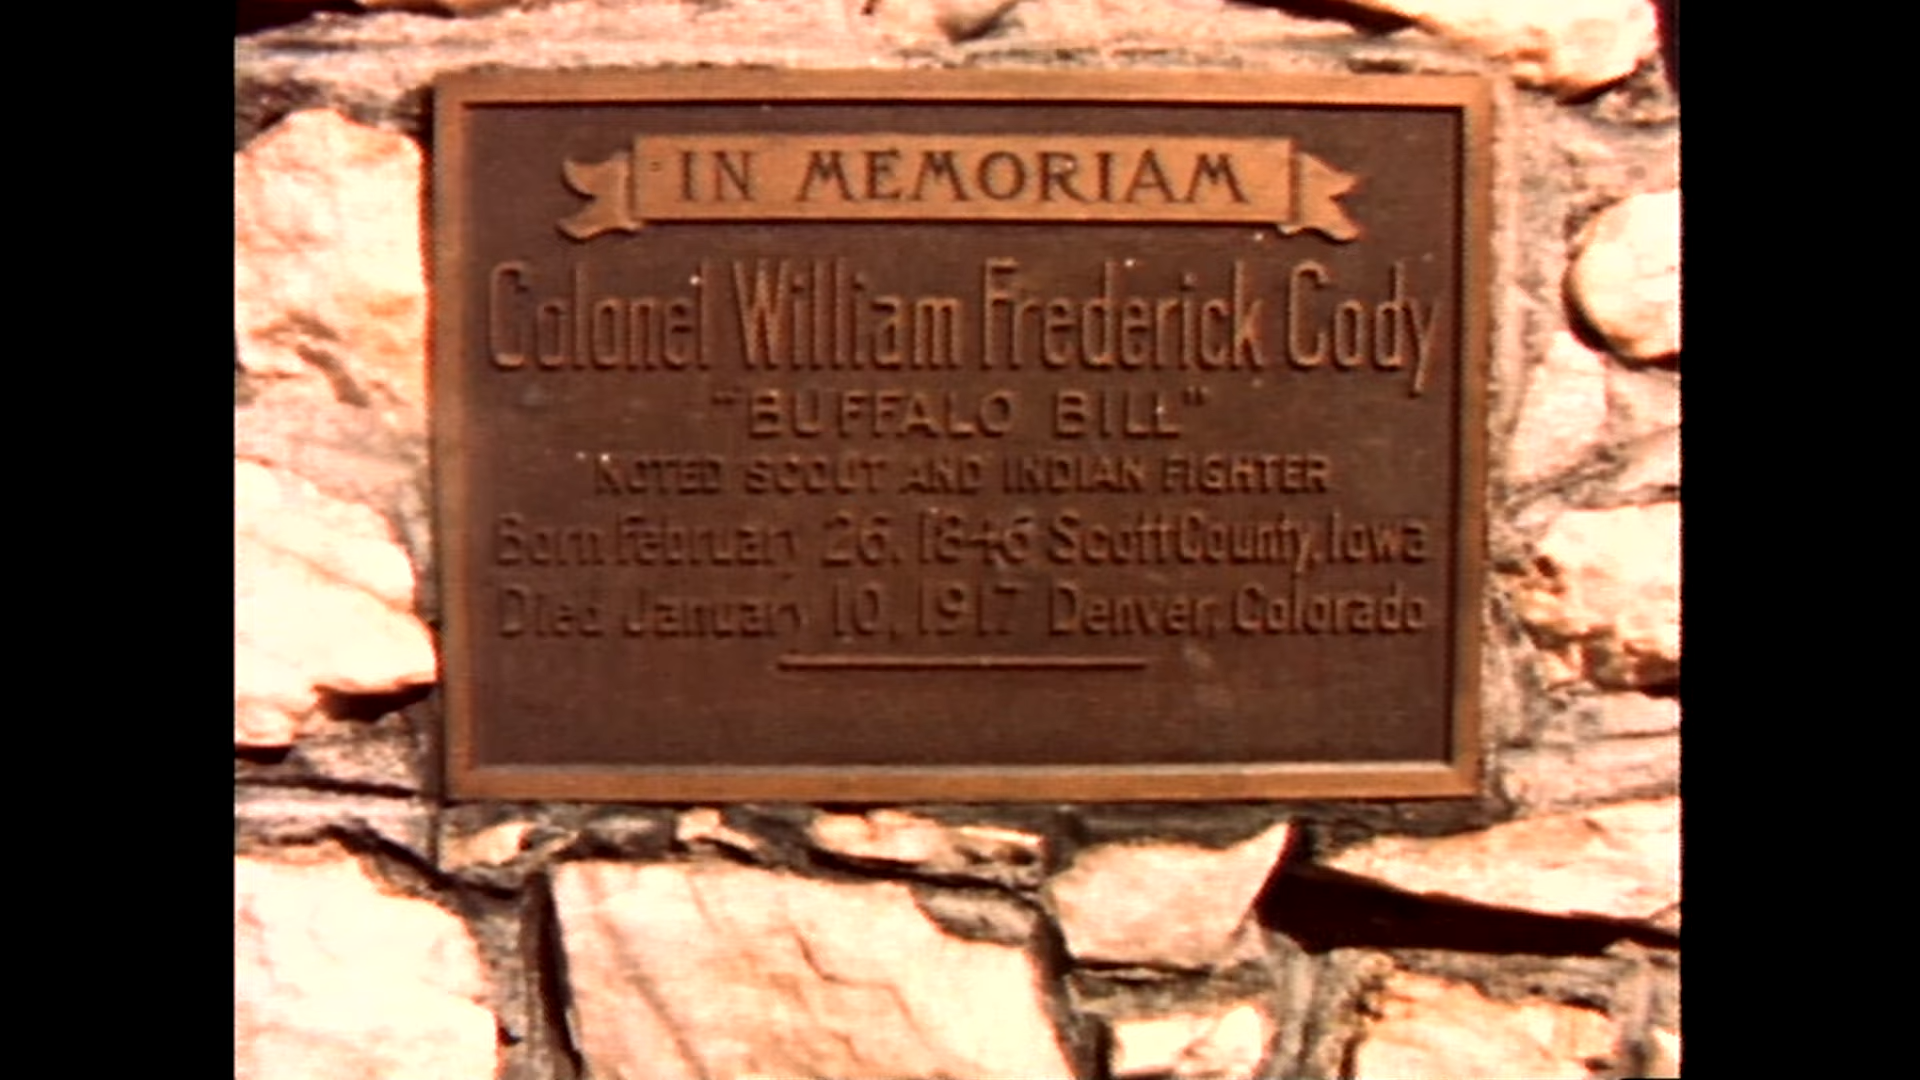 IN MEMORIAM
Colonel William Frederick Cody
"BUFFALO BILL"
NOTED SCOUT AND INDIAN FIGHTER
Born February 26, 1846 Scott County, Iowa
Died January 10, 1917 Denver, Colorado